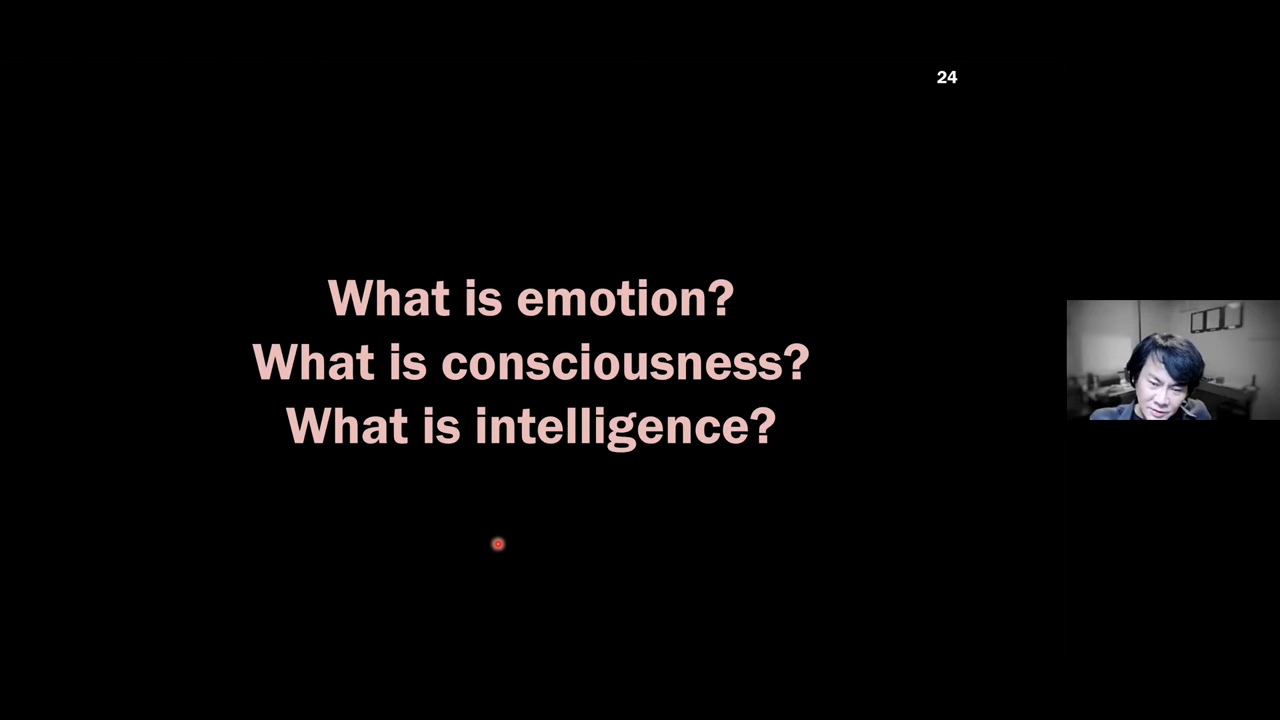 24
What is emotion?
What is consciousness?
What is intelligence?